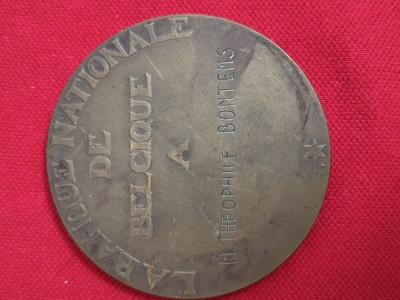 LA BANQUE NATIONALE
DE
BELGIQUE
A
M.THEOPHILE BONTEMS